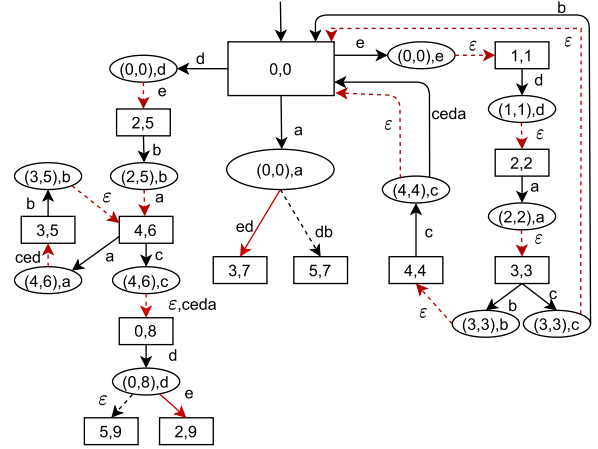 b
d
0,0
e
(0,0),e
ε
1,1
ε
(0,0),d
e
d
2,5
a
ε
ceda
(1,1),d
ε
b
2,2
(3,5),b
ε
(2,5),b
a
(0,0),a
(4,4),c
a
(2,2),a
b
3,5
4,6
ed
db
c
ε
ced
a
c
3,7
5,7
4,4
3,3
(4,6),a
(4,6),c
ε
b
c
ε,ceda
(3,3),b
(3,3),c
0,8
d
(0,8),d
ε
e
5,9
2,9